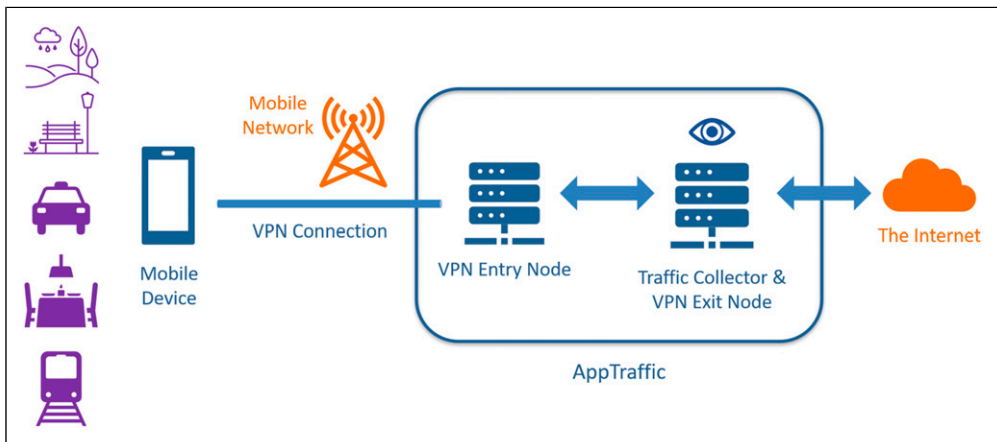 Mobile
Network
VPN Connection
Mobile
Device
VPN Entry Node
Traffic Collector &
VPN Exit Node
The Internet
AppTraffic